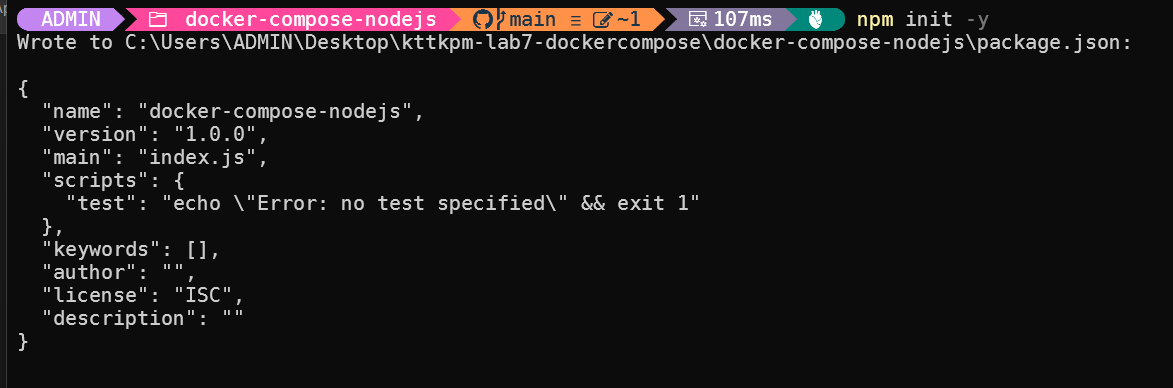 ADMIN docker-compose-nodejs main ≡ ~1 107ms npm init -y
Wrote to C:\Users\ADMIN\Desktop\kttkpm-lab7-dockercompose\docker-compose-nodejs\package.json:
{
  "name": "docker-compose-nodejs",
  "version": "1.0.0",
  "main": "index.js",
  "scripts": {
    "test": "echo \"Error: no test specified\" && exit 1"
  },
  "keywords": [],
  "author": "",
  "license": "ISC",
  "description": ""
}